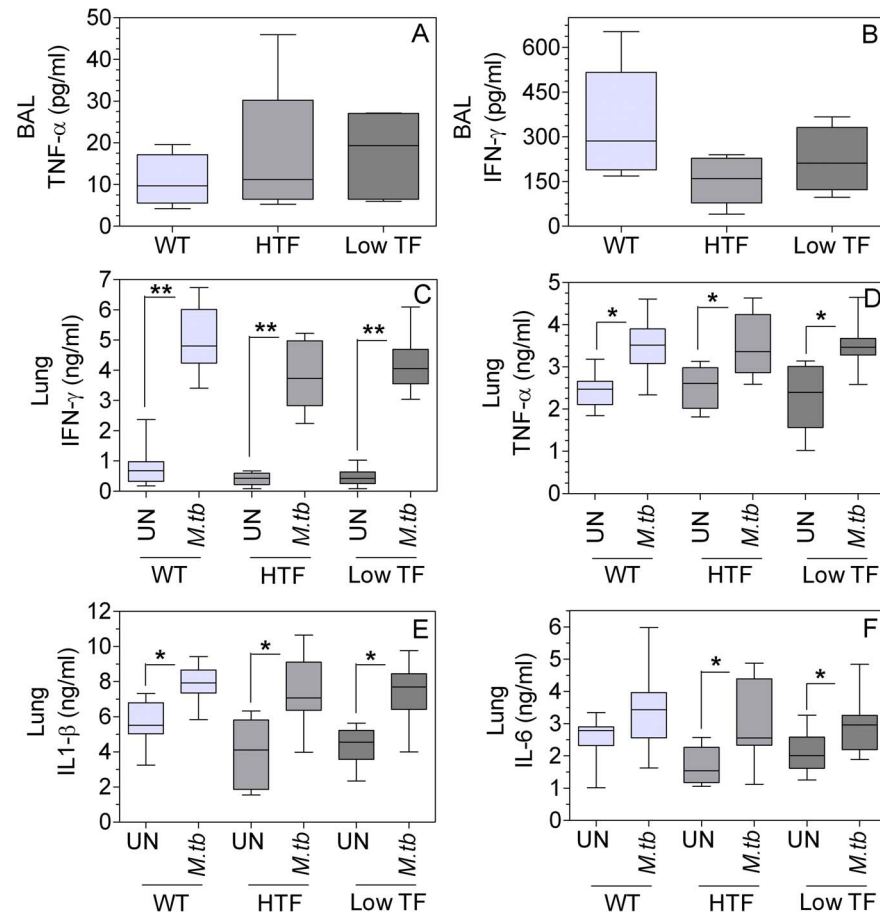 A
BAL
TNF-α (pg/ml)
50
40
30
20
10
0
WT HTF Low TF
B
BAL
IFN-γ (pg/ml)
600
450
300
150
0
WT HTF Low TF
C
Lung
IFN-γ (ng/ml)
7
6
5
4
3
2
1
0
** ** **
UN M.tb UN M.tb UN M.tb
WT HTF Low TF
D
Lung
TNF-α (ng/ml)
5
4
3
2
1
0
* * *
UN M.tb UN M.tb UN M.tb
WT HTF Low TF
E
Lung
IL1-β (ng/ml)
12
10
8
6
4
2
0
* * *
UN M.tb UN M.tb UN M.tb
WT HTF Low TF
F
Lung
IL-6 (ng/ml)
6
5
4
3
2
1
0
* *
UN M.tb UN M.tb UN M.tb
WT HTF Low TF